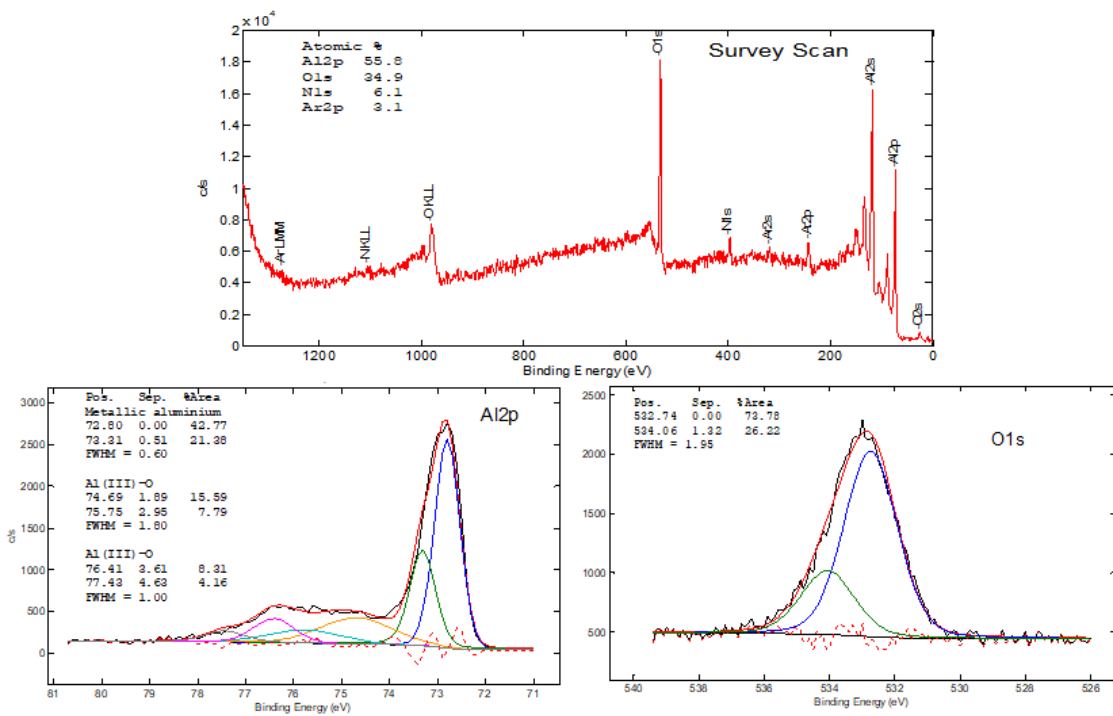 ×10⁴
Survey Scan
Atomic %
Al2p 55.8
O1s 34.9
N1s 6.1
Ar2p 3.1
2
1.8
1.6
1.4
1.2
1
0.8
0.6
0.4
0.2
0
c/s
-Ar LMM
-N KLL
-O KLL
-O1s
-N1s
-Ar2s
-Ar2p
-Al2s
-Al2p
-O2s
1200 1000 800 600 400 200 0
Binding Energy (eV)
Al2p
Pos. Sep. %Area
Metallic aluminium
72.80 0.00 42.77
73.31 0.51 21.38
FWHM = 0.60
Al(III)-O
74.69 1.89 15.59
75.75 2.95 7.79
FWHM = 1.80
Al(III)-O
76.41 3.61 8.31
77.43 4.63 4.16
FWHM = 1.00
3000
2500
2000
1500
1000
500
0
c/s
81 80 79 78 77 76 75 74 73 72 71
Binding Energy (eV)
O1s
Pos. Sep. %Area
532.74 0.00 73.78
534.06 1.32 26.22
FWHM = 1.95
2500
2000
1500
1000
500
540 538 536 534 532 530 528 526
Binding Energy (eV)